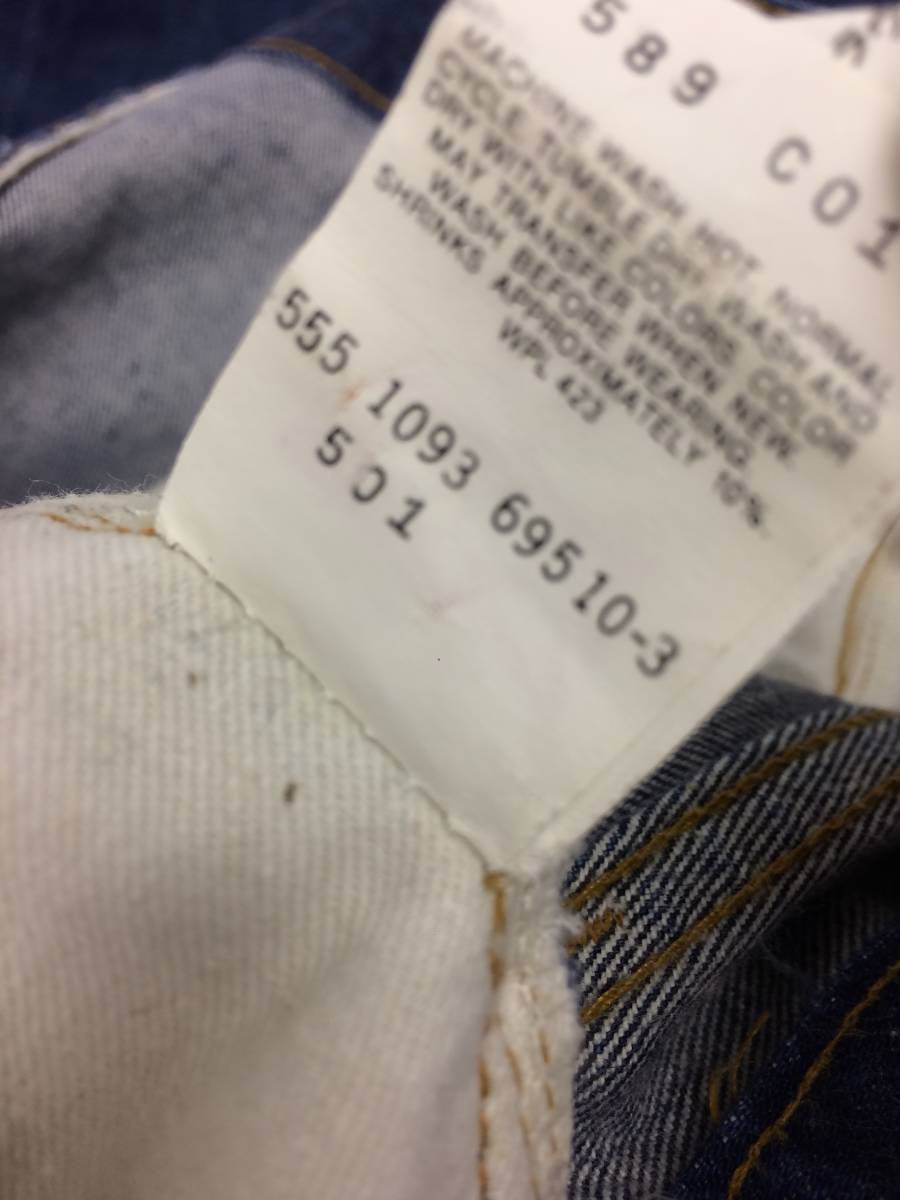 589 C01
MACHINE WASH HOT, NORMAL
CYCLE TUMBLE DRY. WASH AND
DRY WITH LIKE COLORS. COLOR
MAY TRANSFER WHEN NEW.
WASH BEFORE WEARING.
SHRINKS APPROXIMATELY 10%.
WPL 423
555 1093 69510-3
501